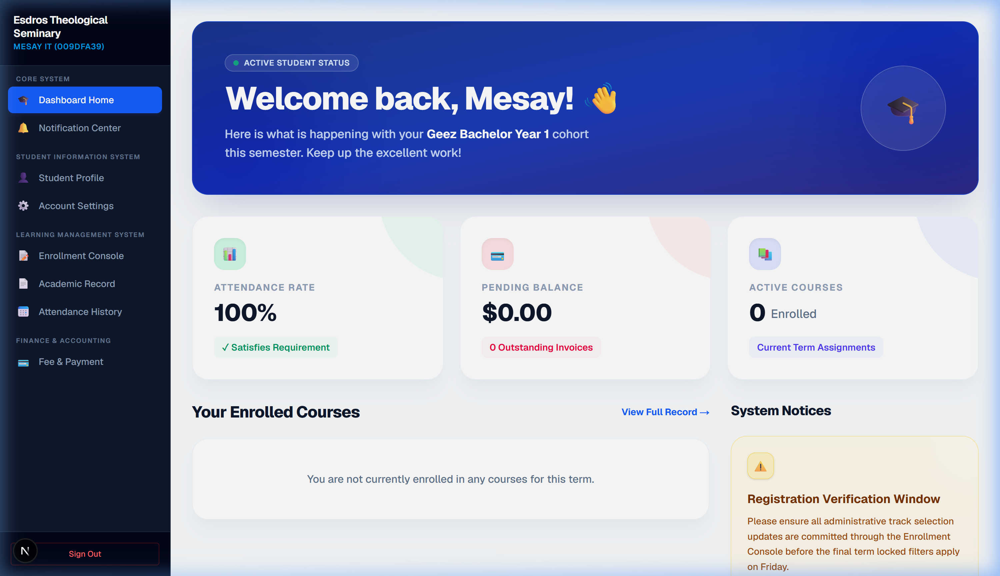 Esdros Theological
Seminary
MESAY IT (009DFA39)
CORE SYSTEM
Dashboard Home
Notification Center
STUDENT INFORMATION SYSTEM
Student Profile
Account Settings
LEARNING MANAGEMENT SYSTEM
Enrollment Console
Academic Record
Attendance History
FINANCE & ACCOUNTING
Fee & Payment
N
Sign Out
ACTIVE STUDENT STATUS
Welcome back, Mesay! 👋
Here is what is happening with your Geez Bachelor Year 1 cohort
this semester. Keep up the excellent work!
ATTENDANCE RATE
100%
✓ Satisfies Requirement
PENDING BALANCE
$0.00
0 Outstanding Invoices
ACTIVE COURSES
0 Enrolled
Current Term Assignments
Your Enrolled Courses
View Full Record →
You are not currently enrolled in any courses for this term.
System Notices
Registration Verification Window
Please ensure all administrative track selection
updates are committed through the Enrollment
Console before the final term locked filters apply
on Friday.